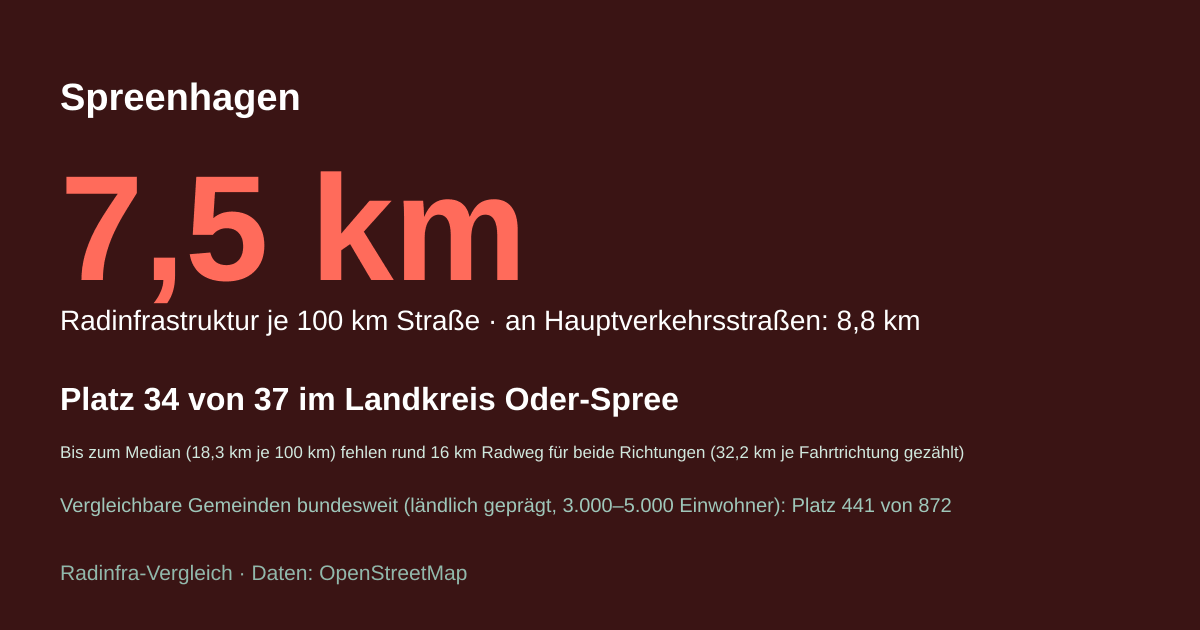 Spreenhagen
7,5 km
Radinfrastruktur je 100 km Straße · an Hauptverkehrsstraßen: 8,8 km
Platz 34 von 37 im Landkreis Oder-Spree
Bis zum Median (18,3 km je 100 km) fehlen rund 16 km Radweg für beide Richtungen (32,2 km je Fahrtrichtung gezählt)
Vergleichbare Gemeinden bundesweit (ländlich geprägt, 3.000–5.000 Einwohner): Platz 441 von 872
Radinfra-Vergleich · Daten: OpenStreetMap